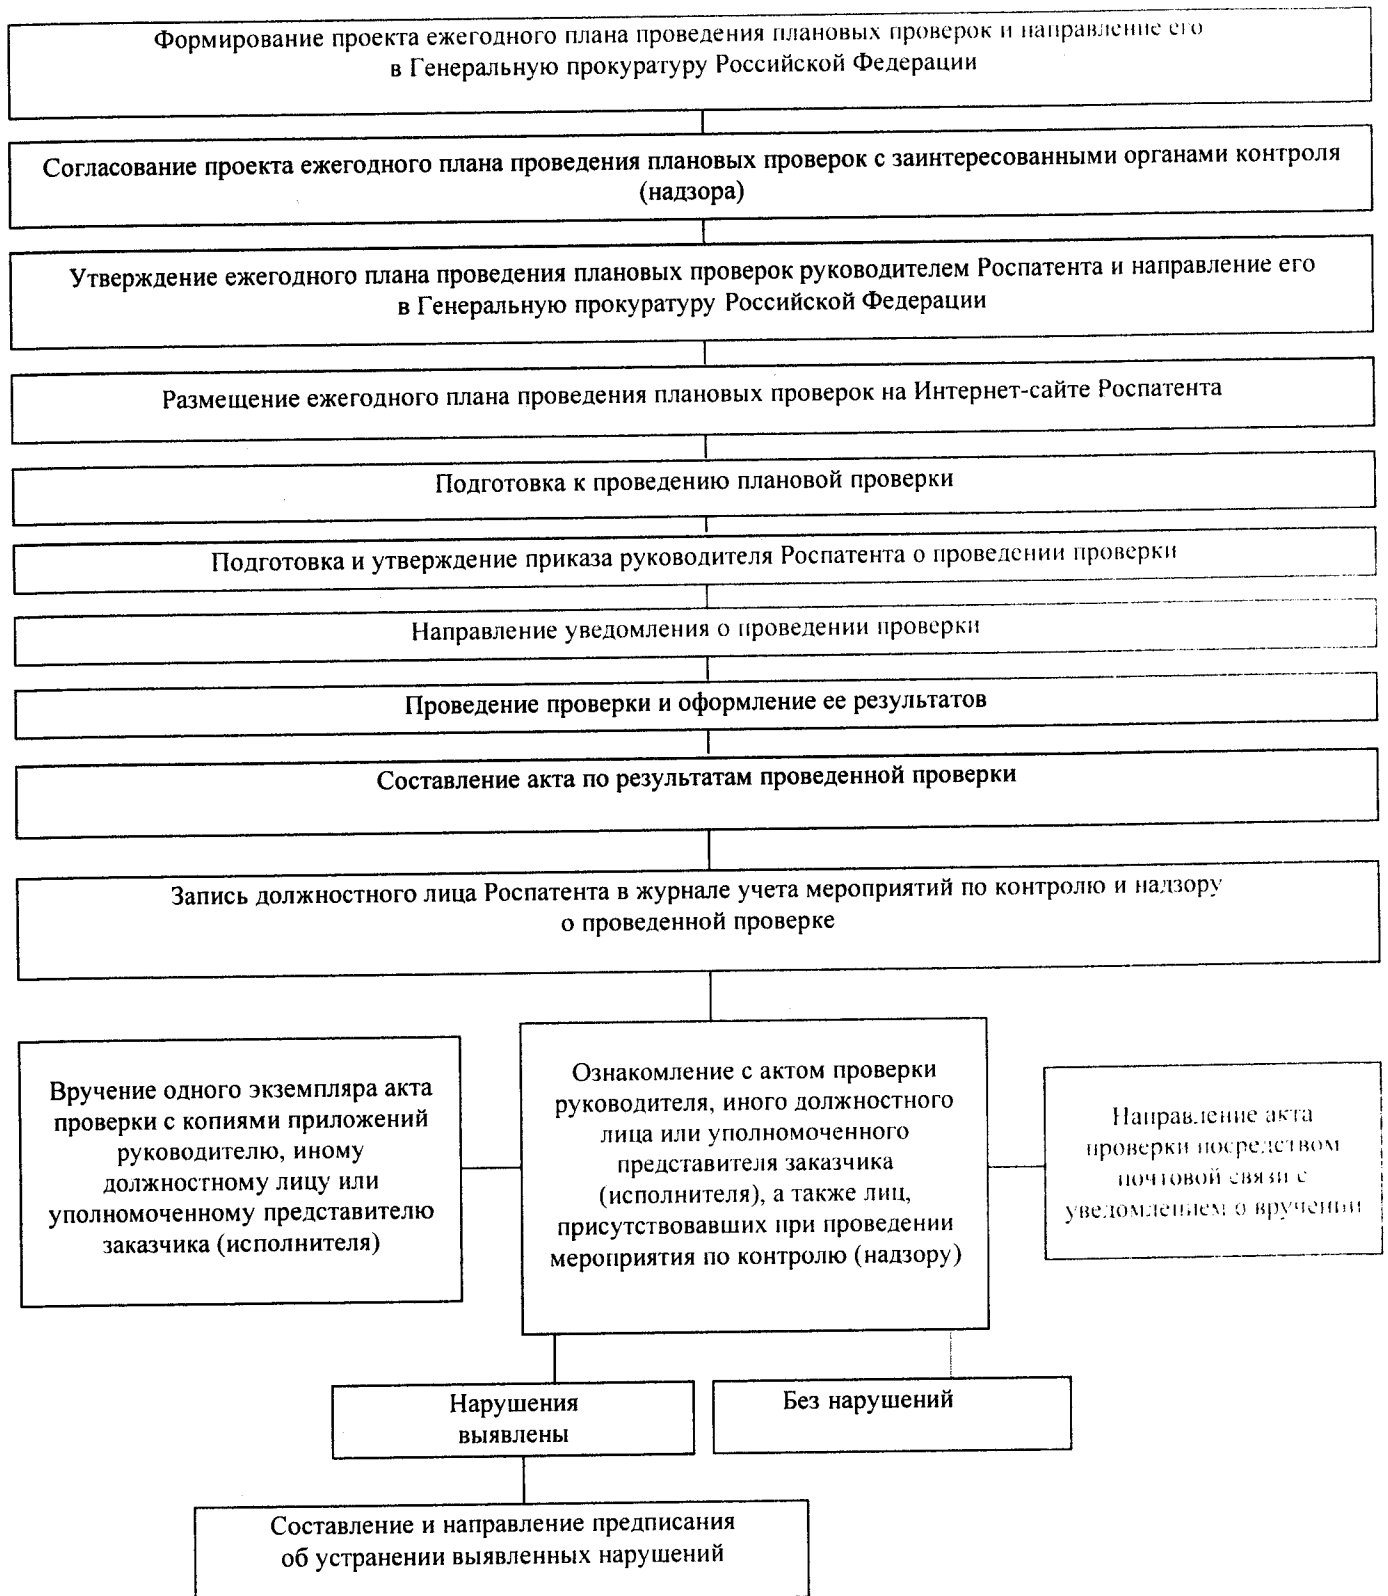 Формирование проекта ежегодного плана проведения плановых проверок и направление его
в Генеральную прокуратуру Российской Федерации
Согласование проекта ежегодного плана проведения плановых проверок с заинтересованными органами контроля
(надзора)
Утверждение ежегодного плана проведения плановых проверок руководителем Роспатента и направление его
в Генеральную прокуратуру Российской Федерации
Размещение ежегодного плана проведения плановых проверок на Интернет-сайте Роспатента
Подготовка к проведению плановой проверки
Подготовка и утверждение приказа руководителя Роспатента о проведении проверки
Направление уведомления о проведении проверки
Проведение проверки и оформление ее результатов
Составление акта по результатам проведенной проверки
Запись должностного лица Роспатента в журнале учета мероприятий по контролю и надзору
о проведенной проверке
Вручение одного экземпляра акта
проверки с копиями приложений
руководителю, иному
должностному лицу или
уполномоченному представителю
заказчика (исполнителя)
Ознакомление с актом проверки
руководителя, иного должностного
лица или уполномоченного
представителя заказчика
(исполнителя), а также лиц,
присутствовавших при проведении
мероприятия по контролю (надзору)
Направление акта
проверки посредством
почтовой связи с
уведомлением о вручении
Нарушения
выявлены
Без нарушений
Составление и направление предписания
об устранении выявленных нарушений